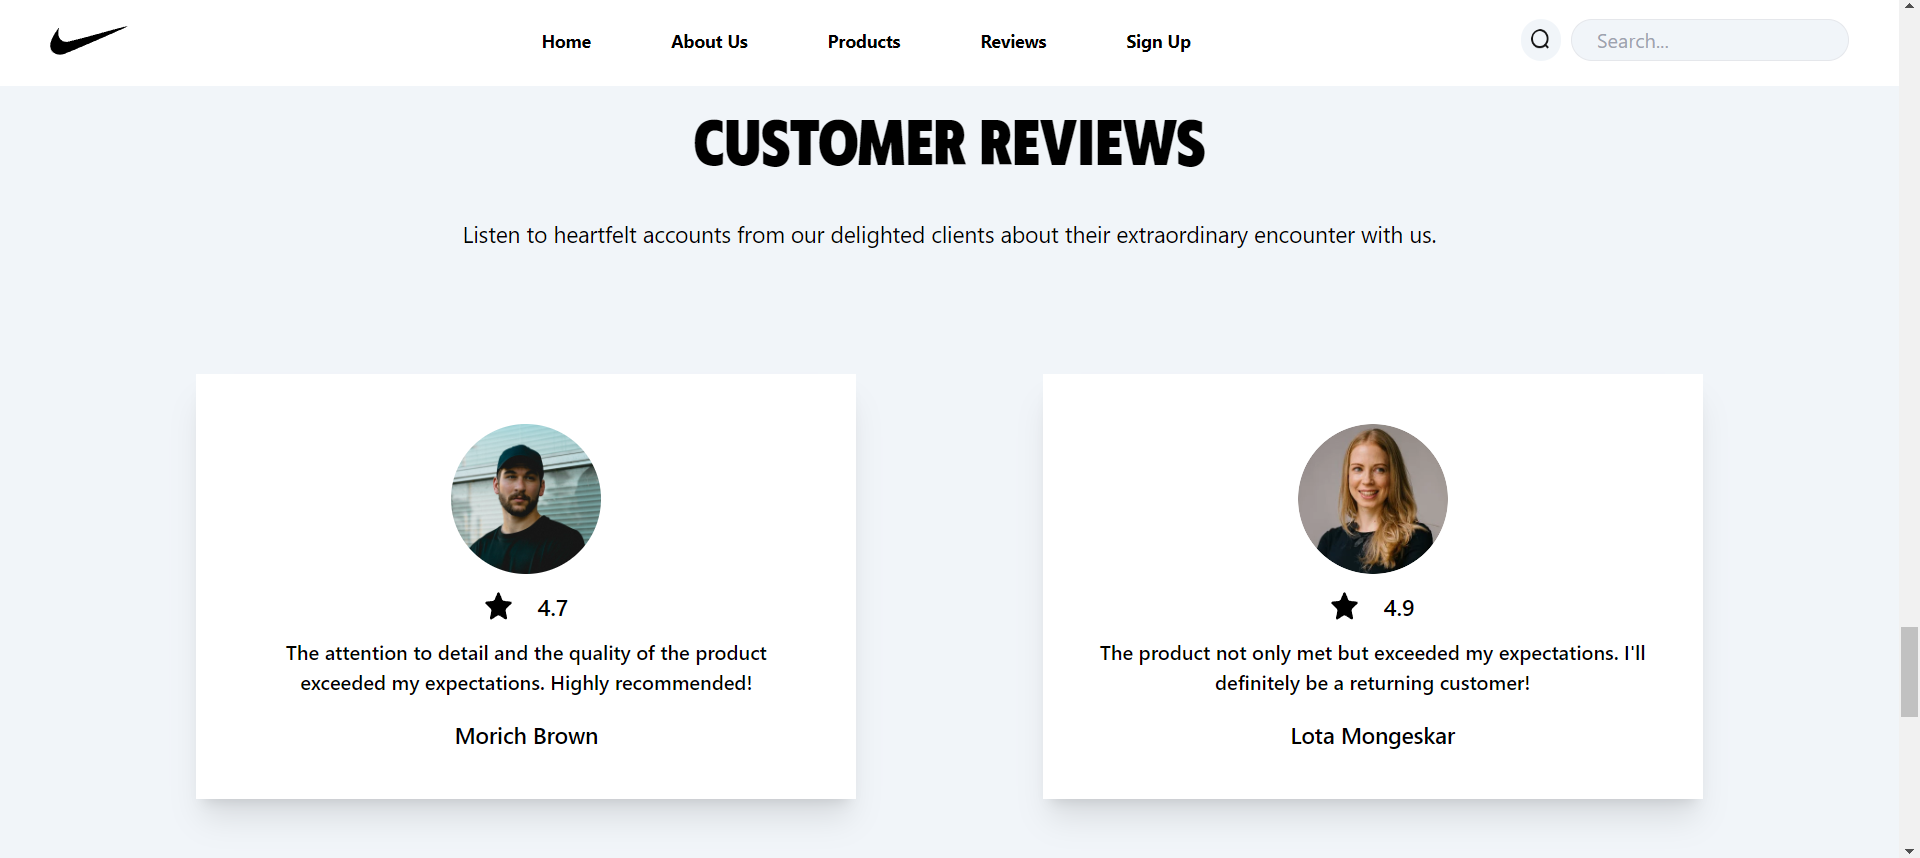 Home
About Us
Products
Reviews
Sign Up
Search...
CUSTOMER REVIEWS
Listen to heartfelt accounts from our delighted clients about their extraordinary encounter with us.
4.7
The attention to detail and the quality of the product
exceeded my expectations. Highly recommended!
Morich Brown
4.9
The product not only met but exceeded my expectations. I'll
definitely be a returning customer!
Lota Mongeskar